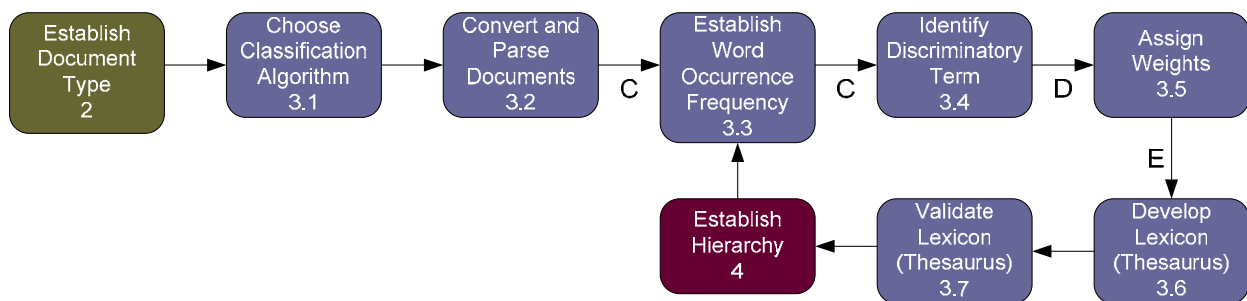 Establish
Document
Type
2
Choose
Classification
Algorithm
3.1
Convert and
Parse
Documents
3.2
C
Establish
Word
Occurrence
Frequency
3.3
C
Identify
Discriminatory
Term
3.4
D
Assign
Weights
3.5
E
Develop
Lexicon
(Thesaurus)
3.6
Validate
Lexicon
(Thesaurus)
3.7
Establish
Hierarchy
4